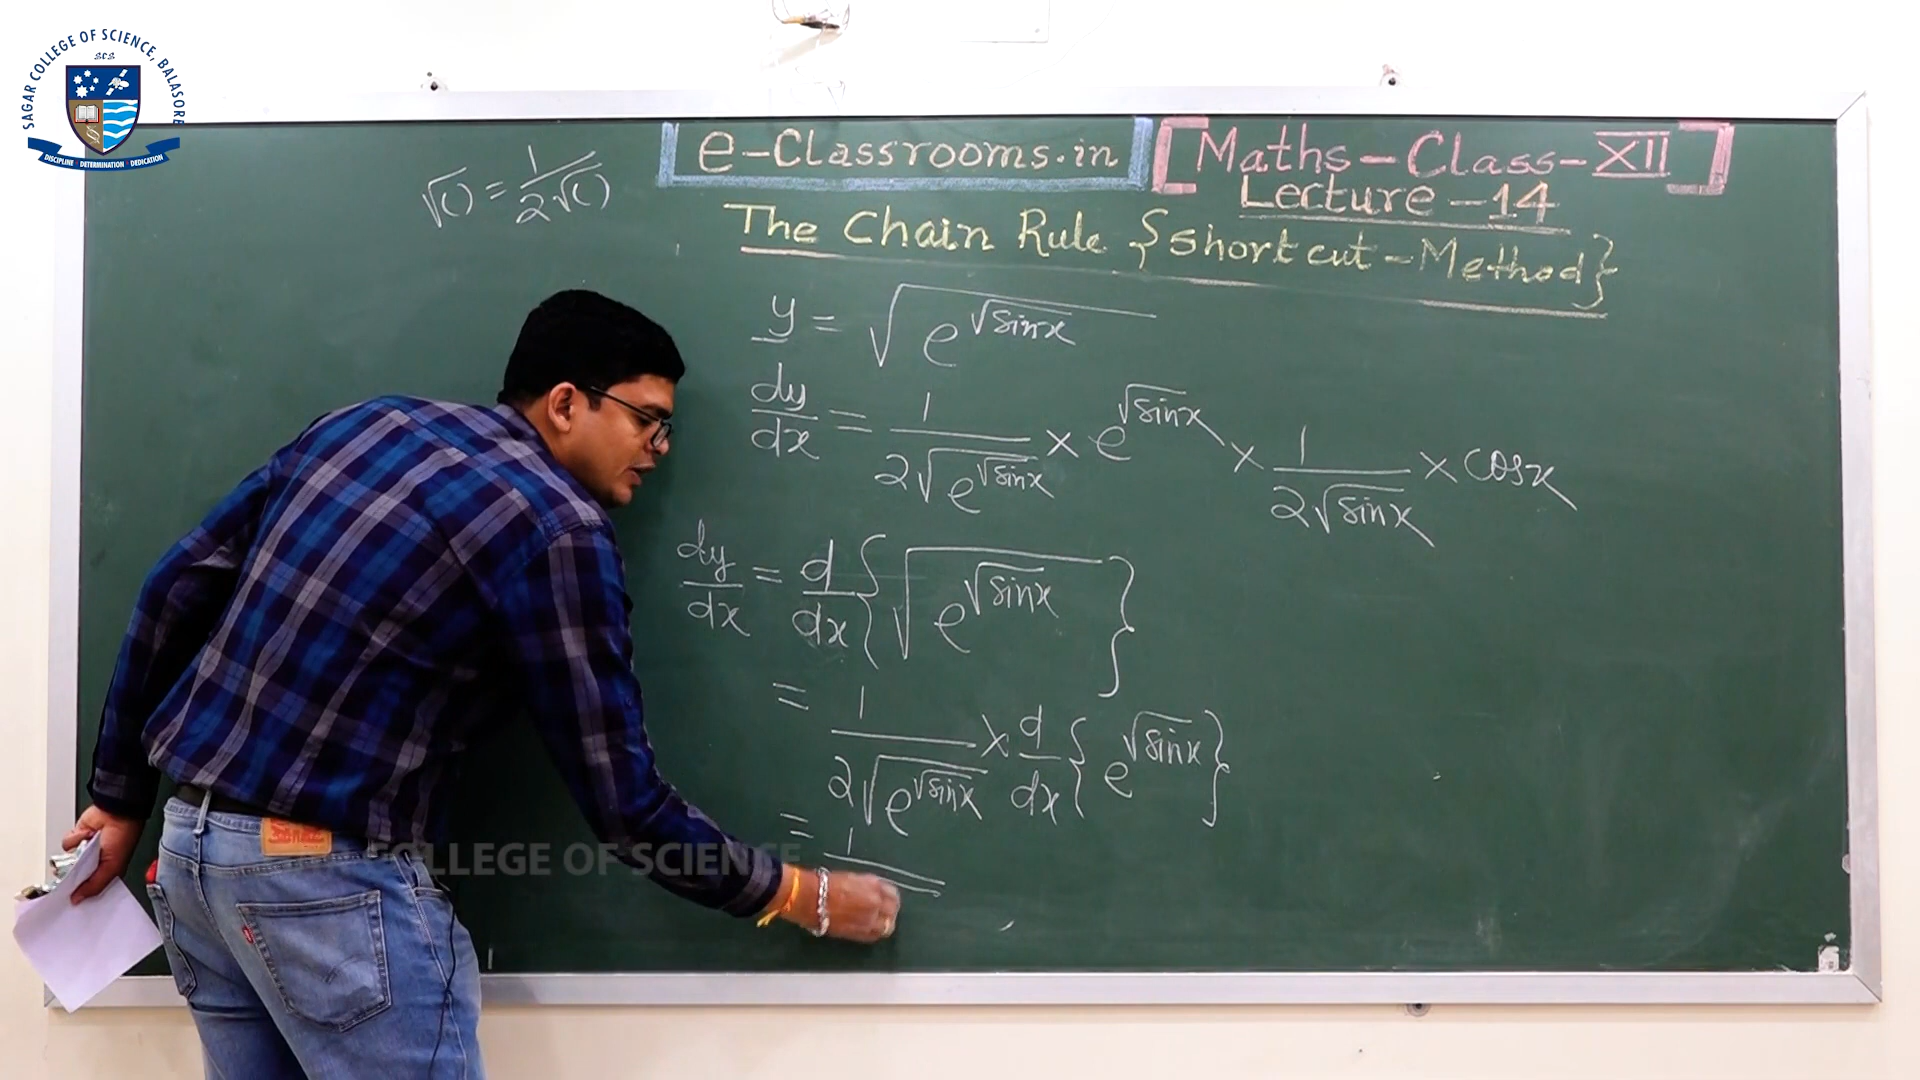 SAGAR COLLEGE OF SCIENCE, BALASORE
SCS
DISCIPLINE DETERMINATION DEDICATION
√( ) = 1/2√( )
e-Classrooms.in [Maths-Class-XII]
Lecture-14
The Chain Rule {Shortcut-Method}
y = √(e^√sinx)
dy/dx = 1/2√(e^√sinx) × e^√sinx × 1/2√sinx × cosx
dy/dx = d/dx {√(e^√sinx)}
= 1/2√(e^√sinx) × d/dx {e^√sinx}
= 1
COLLEGE OF SCIENCE